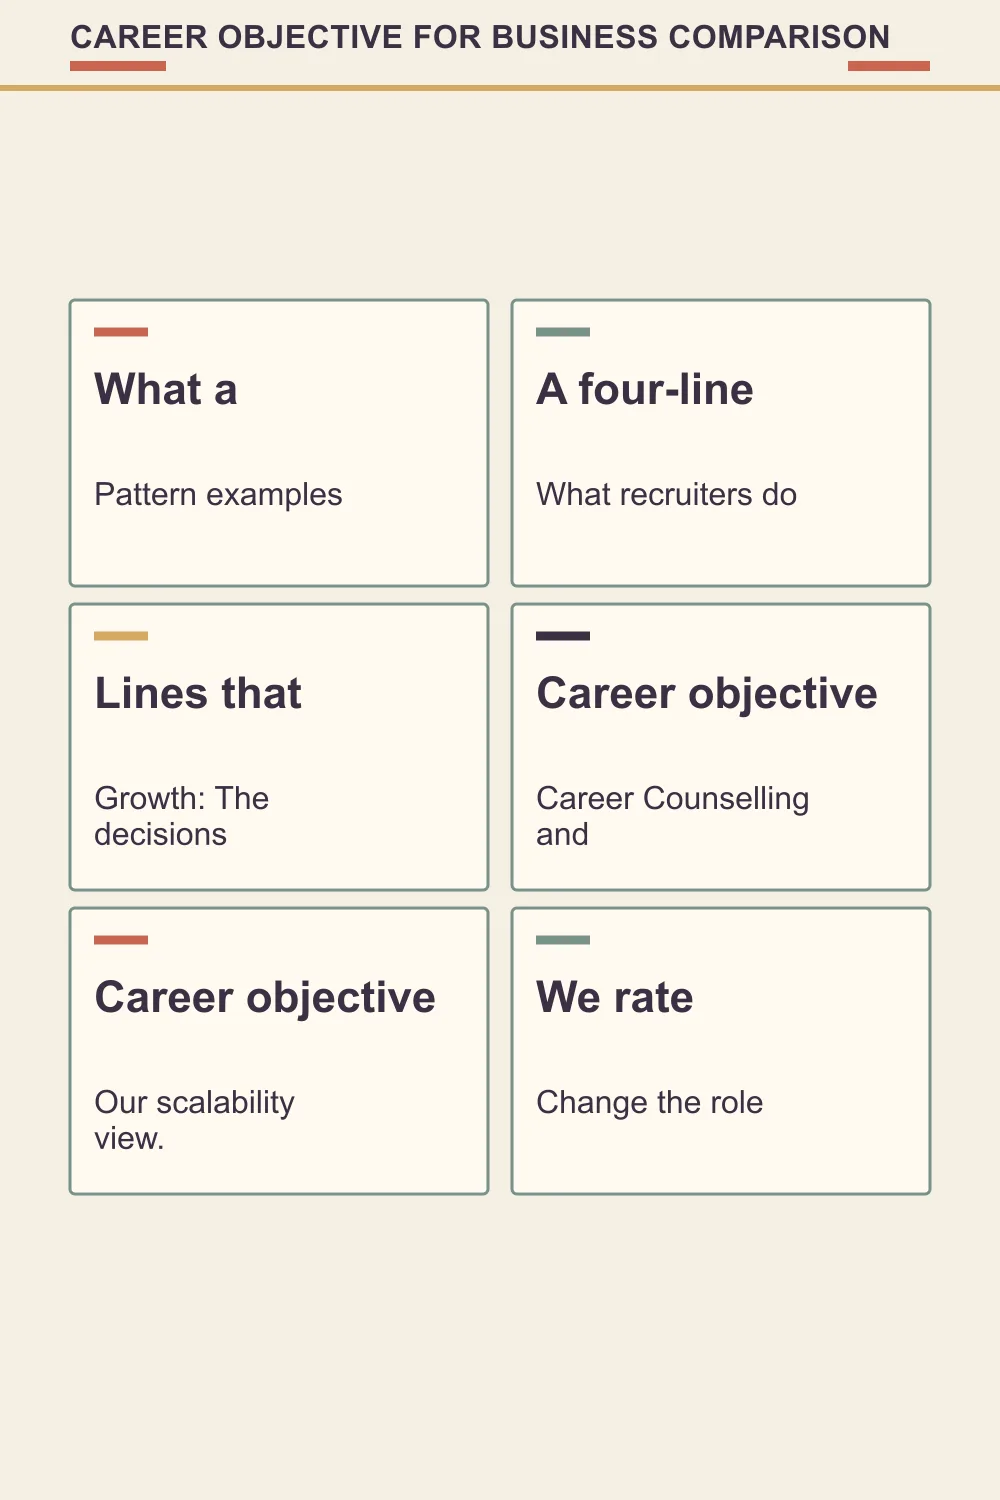 CAREER OBJECTIVE FOR BUSINESS COMPARISON
What a
Pattern examples
A four-line
What recruiters do
Lines that
Growth: The
decisions
Career objective
Career Counselling
and
Career objective
Our scalability
view.
We rate
Change the role